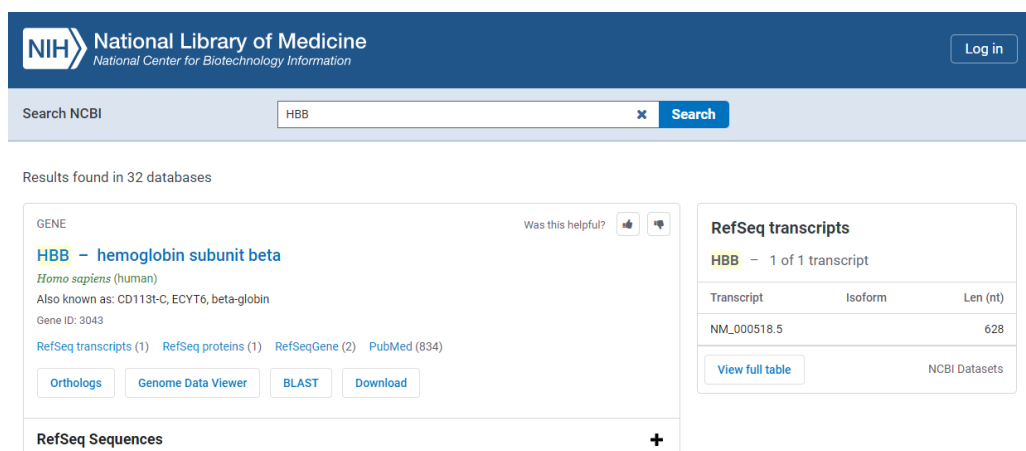 NIH National Library of Medicine
National Center for Biotechnology Information
Log in
Search NCBI
HBB
Search
Results found in 32 databases
GENE
Was this helpful?
HBB – hemoglobin subunit beta
Homo sapiens (human)
Also known as: CD113t-C, ECYT6, beta-globin
Gene ID: 3043
RefSeq transcripts (1) RefSeq proteins (1) RefSeqGene (2) PubMed (834)
Orthologs Genome Data Viewer BLAST Download
RefSeq Sequences
RefSeq transcripts
HBB – 1 of 1 transcript
Transcript Isoform Len (nt)
NM_000518.5 628
View full table NCBI Datasets